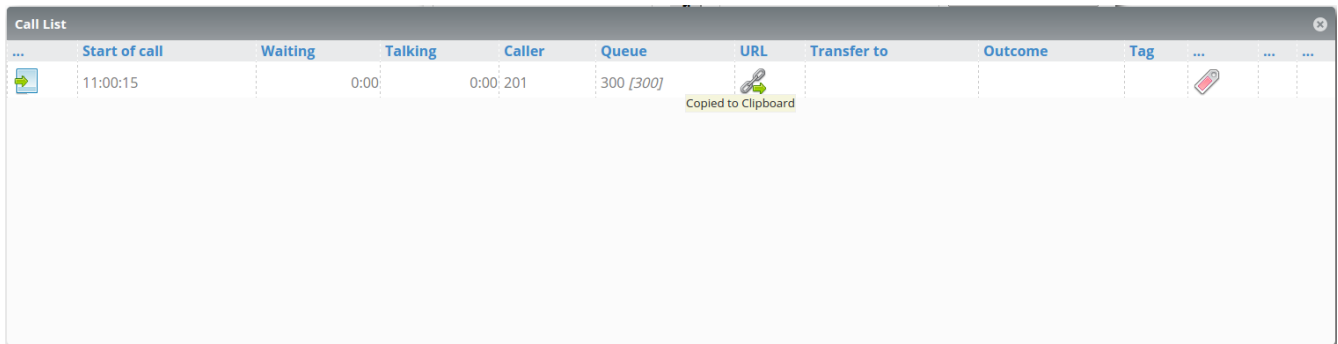 Call List
... Start of call Waiting Talking Caller Queue URL Transfer to Outcome Tag ... ... ...
11:00:15 0:00 0:00 201 300 [300]
Copied to Clipboard